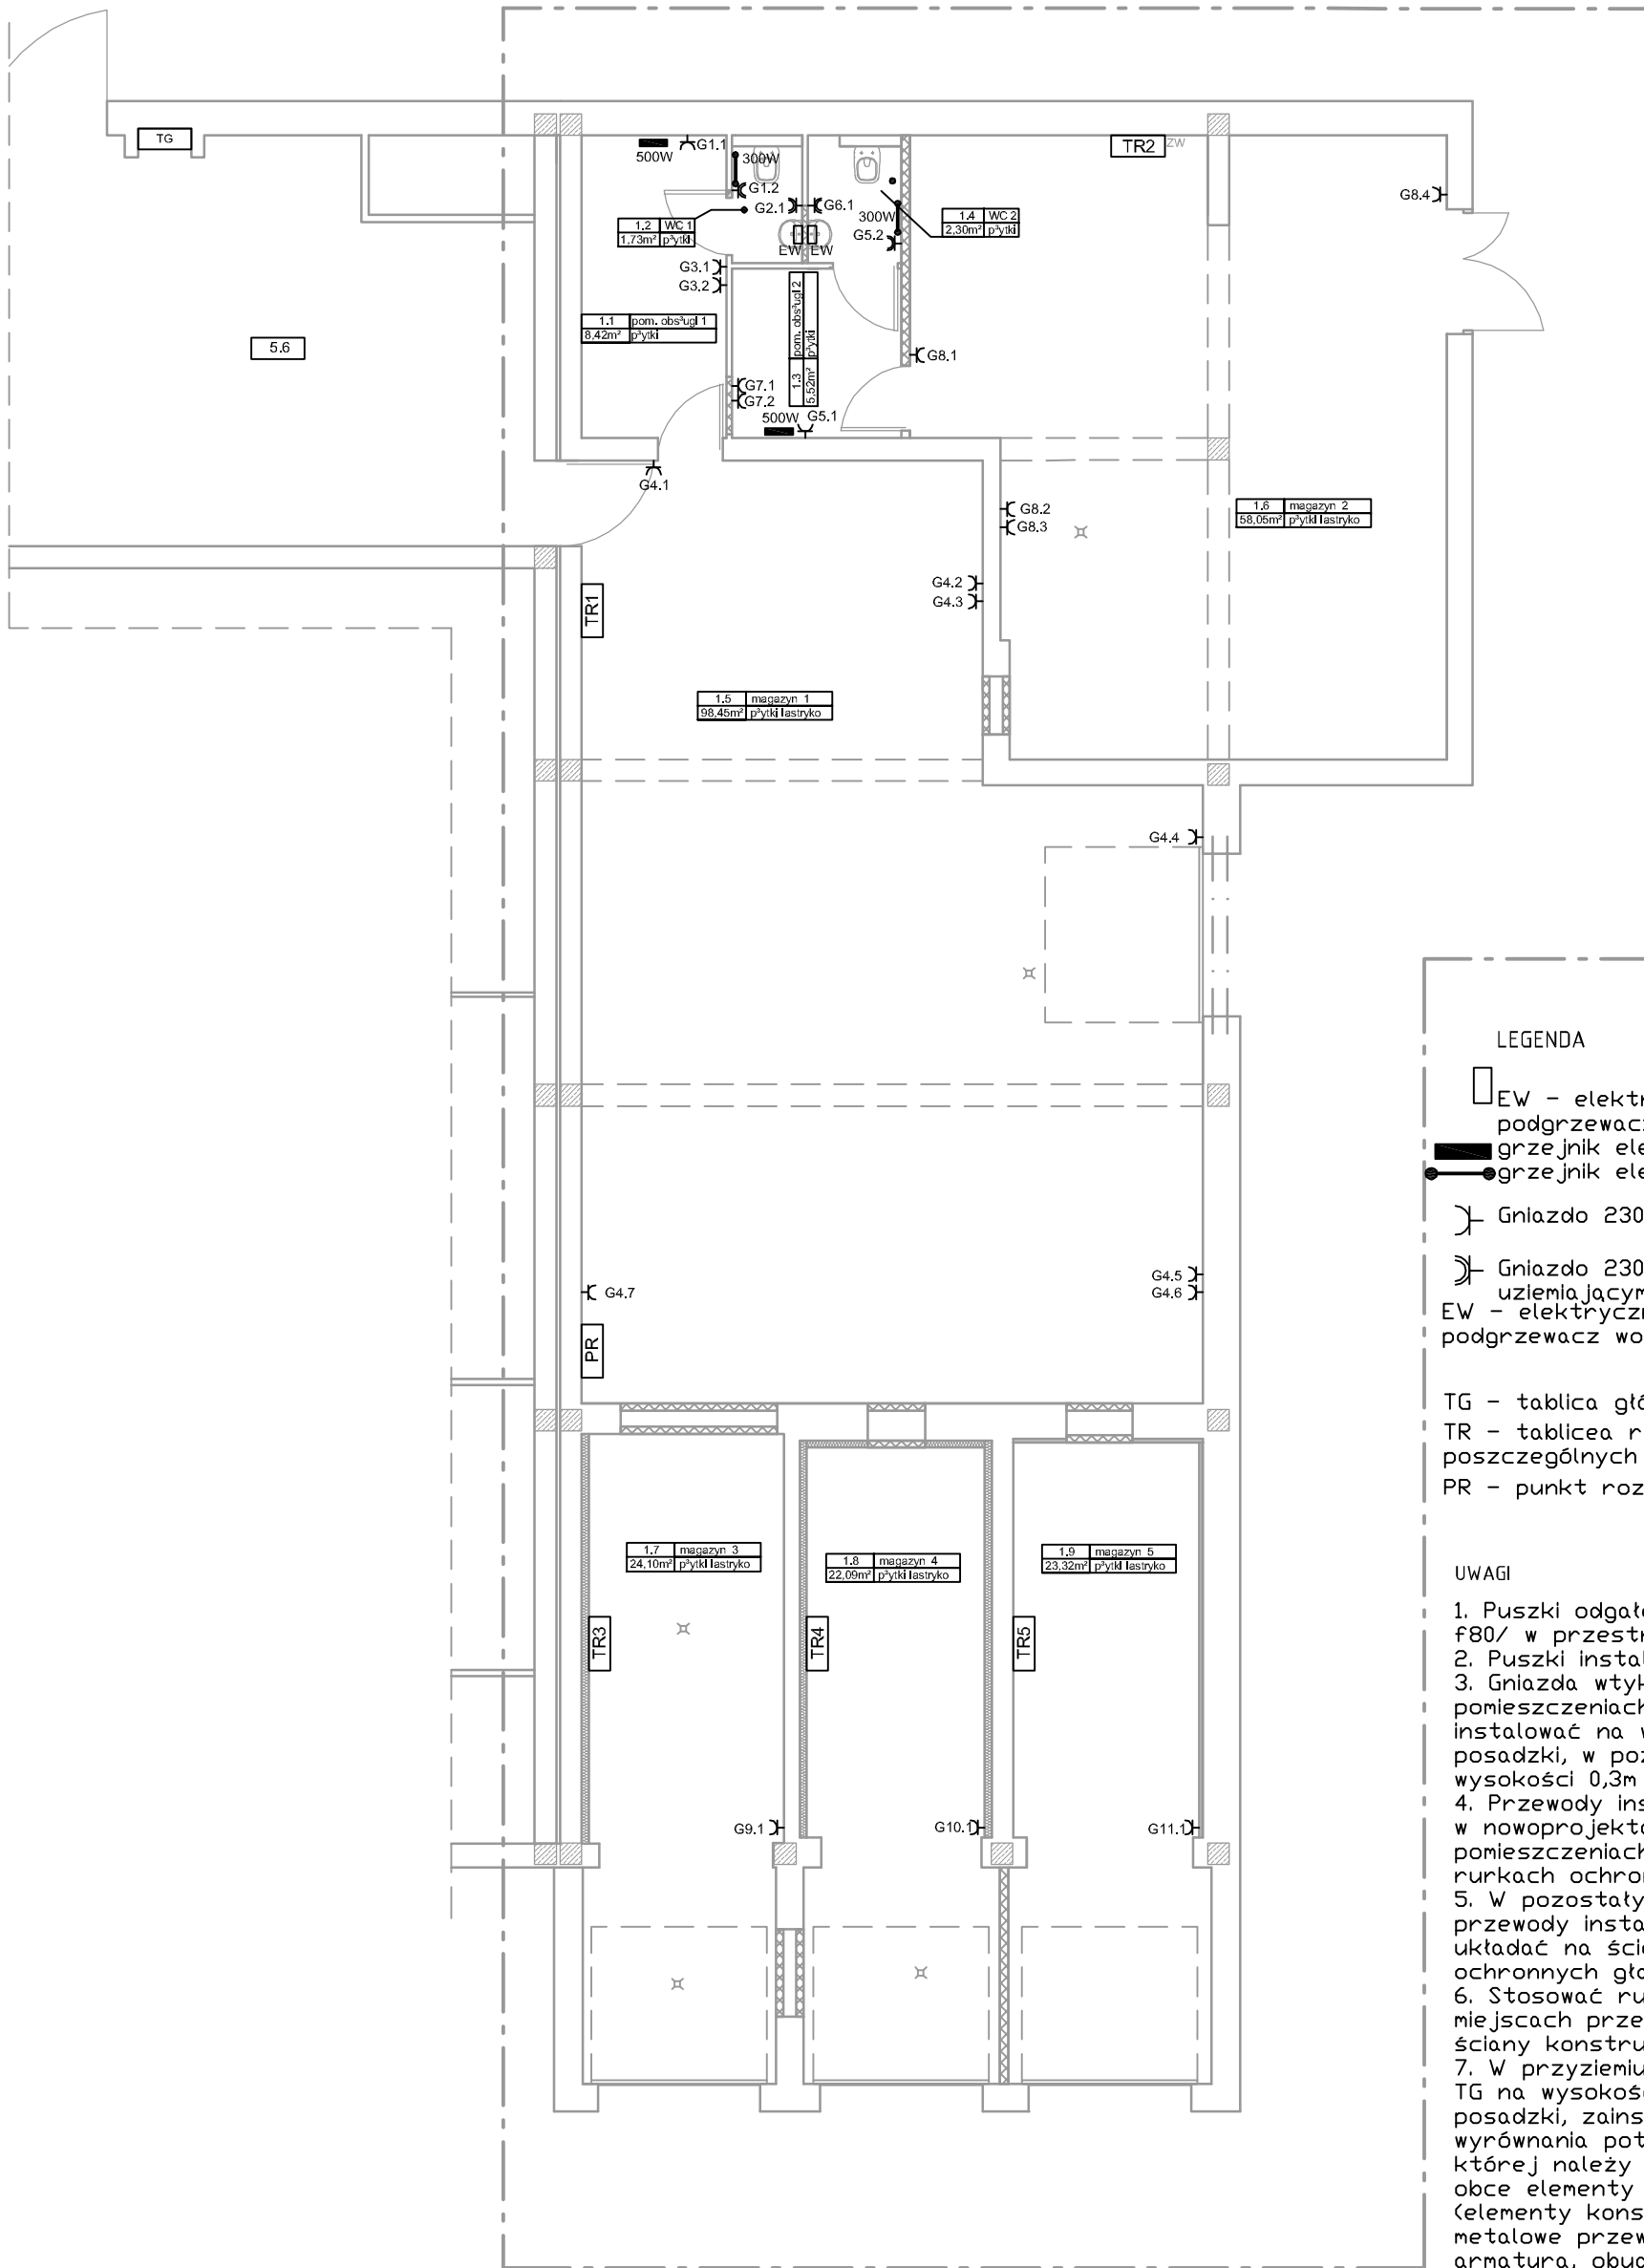 TG
500W
G1.1
300W
G1.2
TR2
ZW
G8.4
1.2 WC 1
1,73m² p³ytki
G2.1
G6.1
300W
G5.2
1.4 WC 2
2,30m² p³ytki
EW
EW
G3.1
G3.2
1.1 pom. obs³ugi 1
8,42m² p³ytki
1.3 pom. obs³ugi 2
5,52m² p³ytki
5.6
G8.1
G7.1
G7.2
500W
G5.1
G4.1
G8.2
G8.3
1.6 magazyn 2
58,05m² p³ytki lastryko
G4.2
G4.3
TR1
1.5 magazyn 1
98,45m² p³ytki lastryko
G4.4
G4.5
G4.6
G4.7
PR
1.7 magazyn 3
24,10m² p³ytki lastryko
1.8 magazyn 4
22,09m² p³ytki lastryko
1.9 magazyn 5
23,32m² p³ytki lastryko
TR3
TR4
TR5
G9.1
G10.1
G11.1
LEGENDA
EW - elektr
podgrzewac
grzejnik ele
grzejnik ele
Gniazdo 230
Gniazdo 230
uziemiającym
EW - elektryczn
podgrzewacz wo
TG - tablica głó
TR - tablicea r
poszczególnych
PR - punkt roz
UWAGI
1. Puszki odgałę
f80/ w przestr
2. Puszki instal
3. Gniazda wtyk
pomieszczeniach
instalować na w
posadzki, w poz
wysokości 0,3m
4. Przewody ins
w nowoprojekto
pomieszczeniach
rurkach ochron
5. W pozostały
przewody insta
układać na ścia
ochronnych gła
6. Stosować ru
miejscach prze
ściany konstru
7. W przyziemiu
TG na wysokoś
posadzki, zains
wyrównania pot
której należy
obce elementy
(elementy kons
metalowe przew
armatura, obud